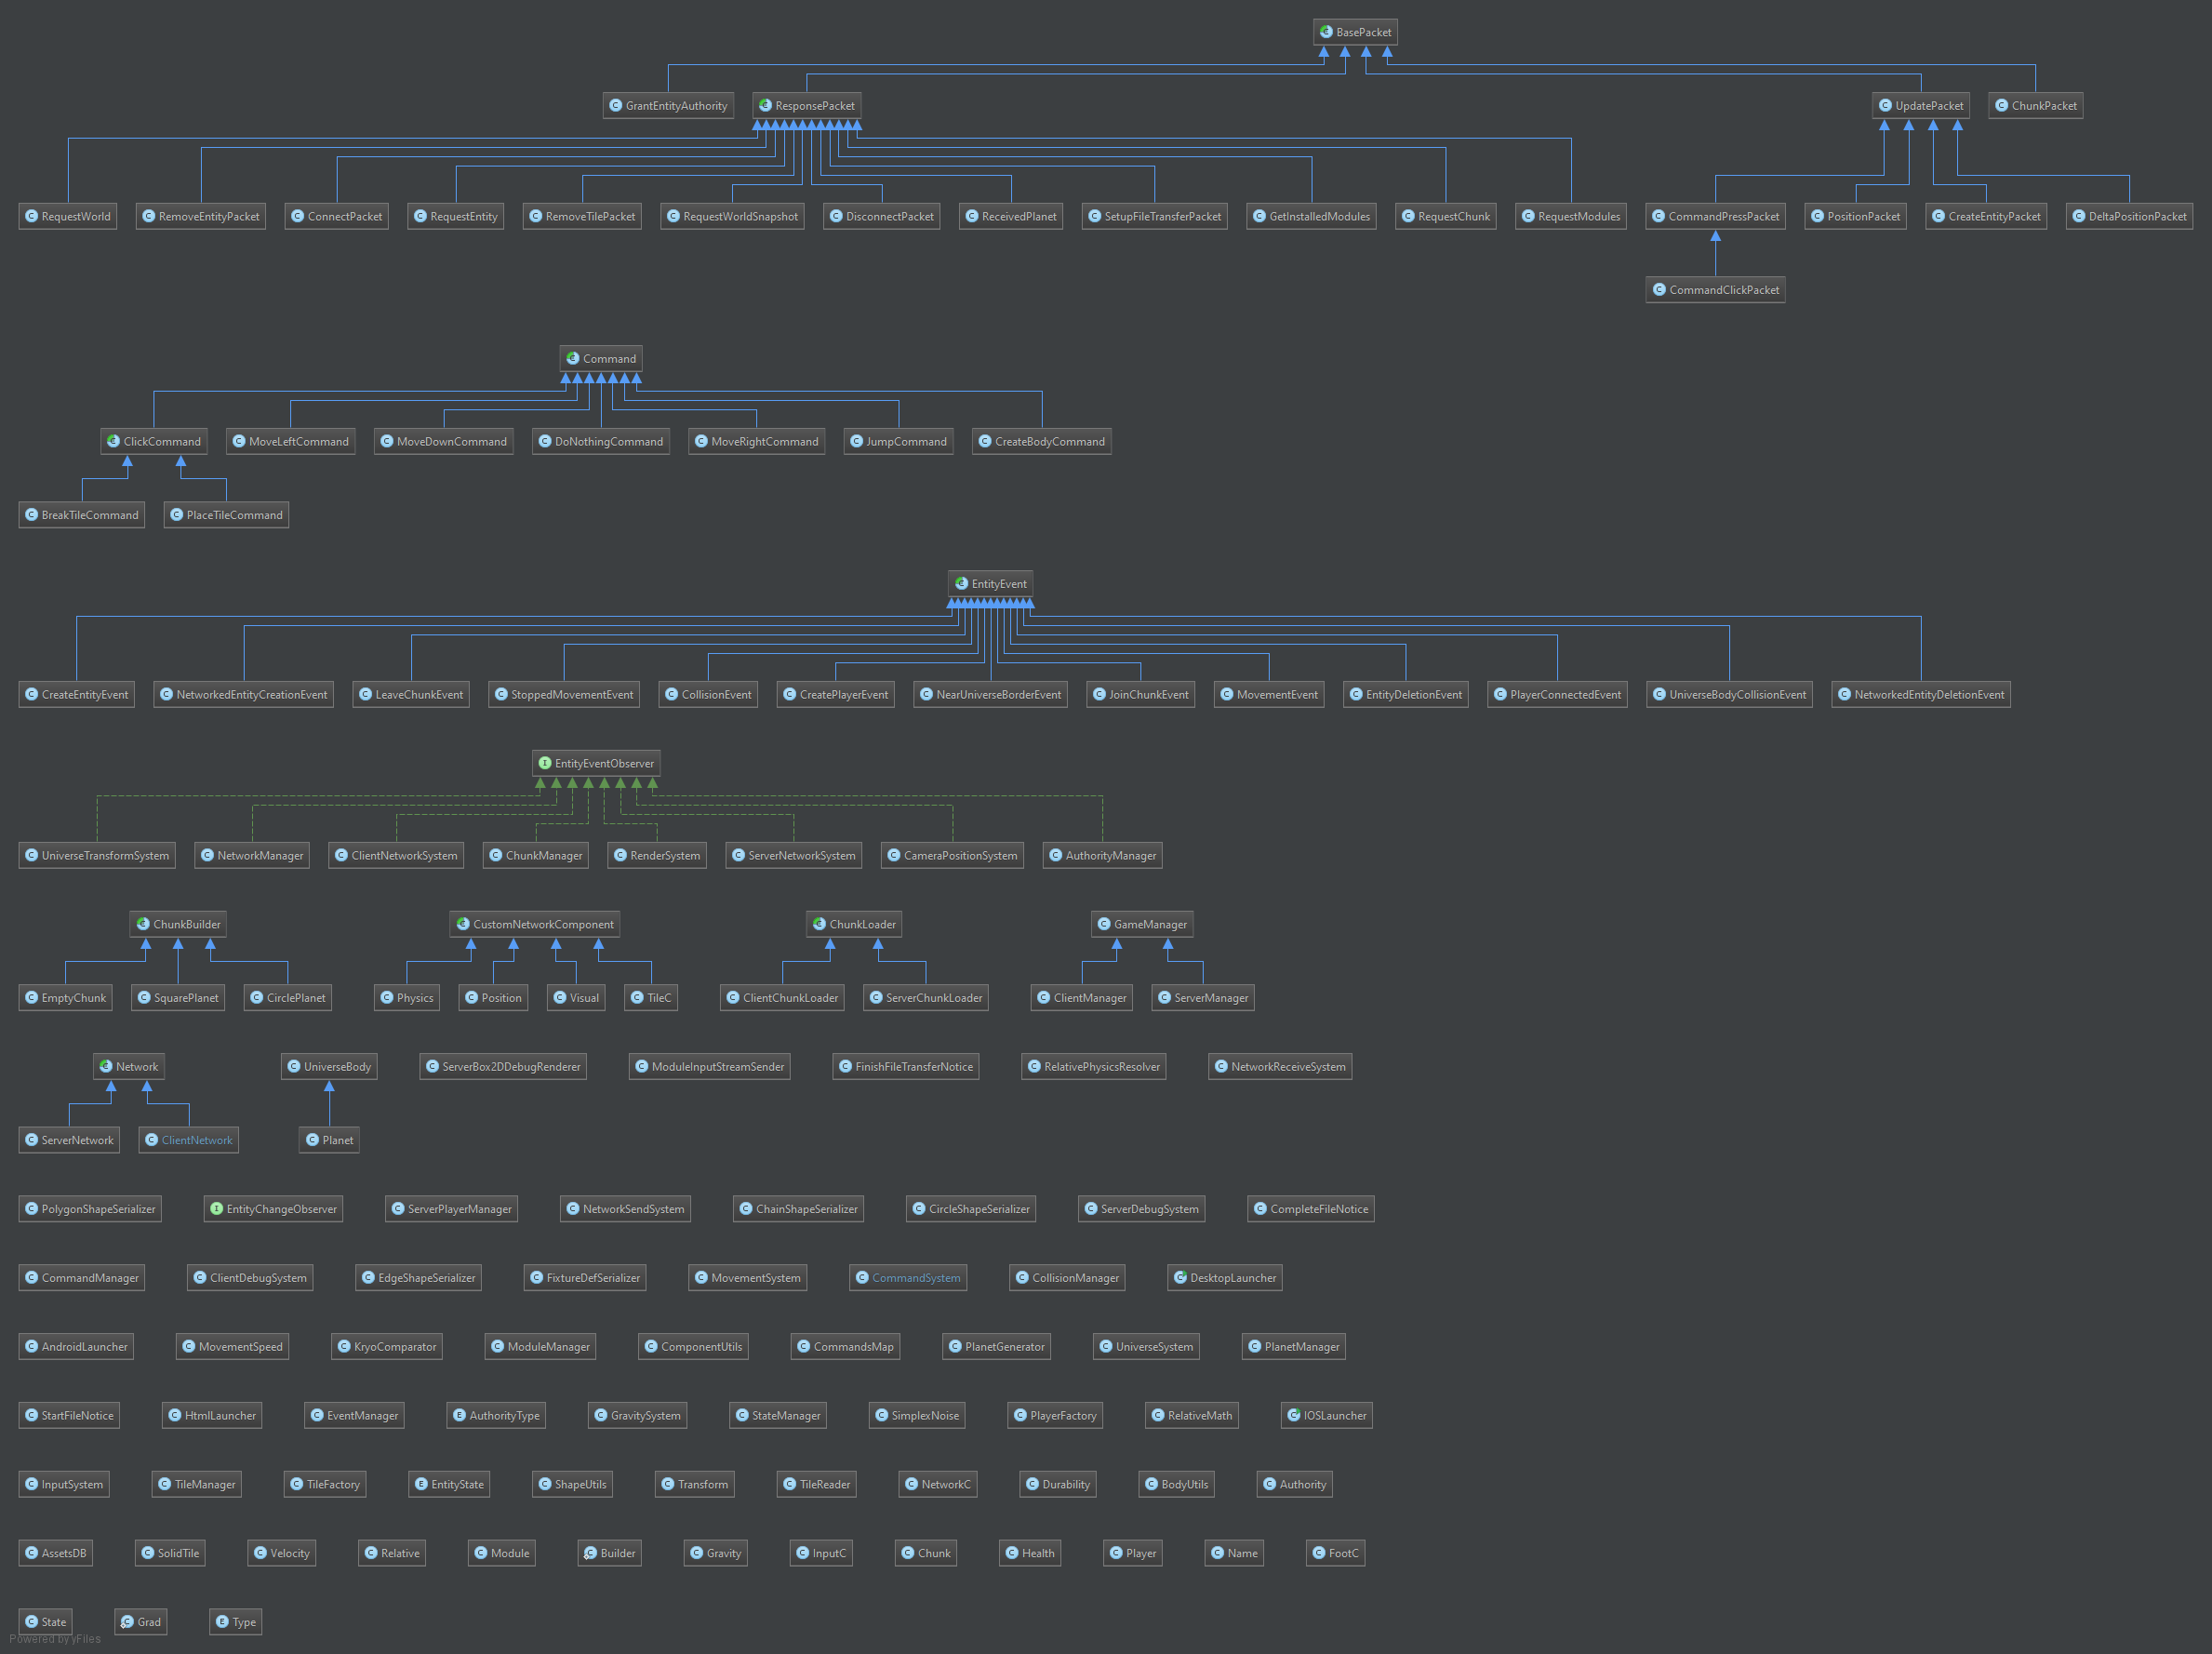 BasePacket
GrantEntityAuthority ResponsePacket UpdatePacket ChunkPacket
RequestWorld RemoveEntityPacket ConnectPacket RequestEntity RemoveTilePacket RequestWorldSnapshot DisconnectPacket ReceivedPlanet SetupFileTransferPacket GetInstalledModules RequestChunk RequestModules CommandPressPacket PositionPacket CreateEntityPacket DeltaPositionPacket
CommandClickPacket
Command
ClickCommand MoveLeftCommand MoveDownCommand DoNothingCommand MoveRightCommand JumpCommand CreateBodyCommand
BreakTileCommand PlaceTileCommand
EntityEvent
CreateEntityEvent NetworkedEntityCreationEvent LeaveChunkEvent StoppedMovementEvent CollisionEvent CreatePlayerEvent NearUniverseBorderEvent JoinChunkEvent MovementEvent EntityDeletionEvent PlayerConnectedEvent UniverseBodyCollisionEvent NetworkedEntityDeletionEvent
EntityEventObserver
UniverseTransformSystem NetworkManager ClientNetworkSystem ChunkManager RenderSystem ServerNetworkSystem CameraPositionSystem AuthorityManager
ChunkBuilder CustomNetworkComponent ChunkLoader GameManager
EmptyChunk SquarePlanet CirclePlanet Physics Position Visual TileC ClientChunkLoader ServerChunkLoader ClientManager ServerManager
Network UniverseBody ServerBox2DDebugRenderer ModuleInputStreamSender FinishFileTransferNotice RelativePhysicsResolver NetworkReceiveSystem
ServerNetwork ClientNetwork Planet
PolygonShapeSerializer EntityChangeObserver ServerPlayerManager NetworkSendSystem ChainShapeSerializer CircleShapeSerializer ServerDebugSystem CompleteFileNotice
CommandManager ClientDebugSystem EdgeShapeSerializer FixtureDefSerializer MovementSystem CommandSystem CollisionManager DesktopLauncher
AndroidLauncher MovementSpeed KryoComparator ModuleManager ComponentUtils CommandsMap PlanetGenerator UniverseSystem PlanetManager
StartFileNotice HtmlLauncher EventManager AuthorityType GravitySystem StateManager SimplexNoise PlayerFactory RelativeMath IOSLauncher
InputSystem TileManager TileFactory EntityState ShapeUtils Transform TileReader NetworkC Durability BodyUtils Authority
AssetsDB SolidTile Velocity Relative Module Builder Gravity InputC Chunk Health Player Name FootC
State Grad Type
Powered by yFiles